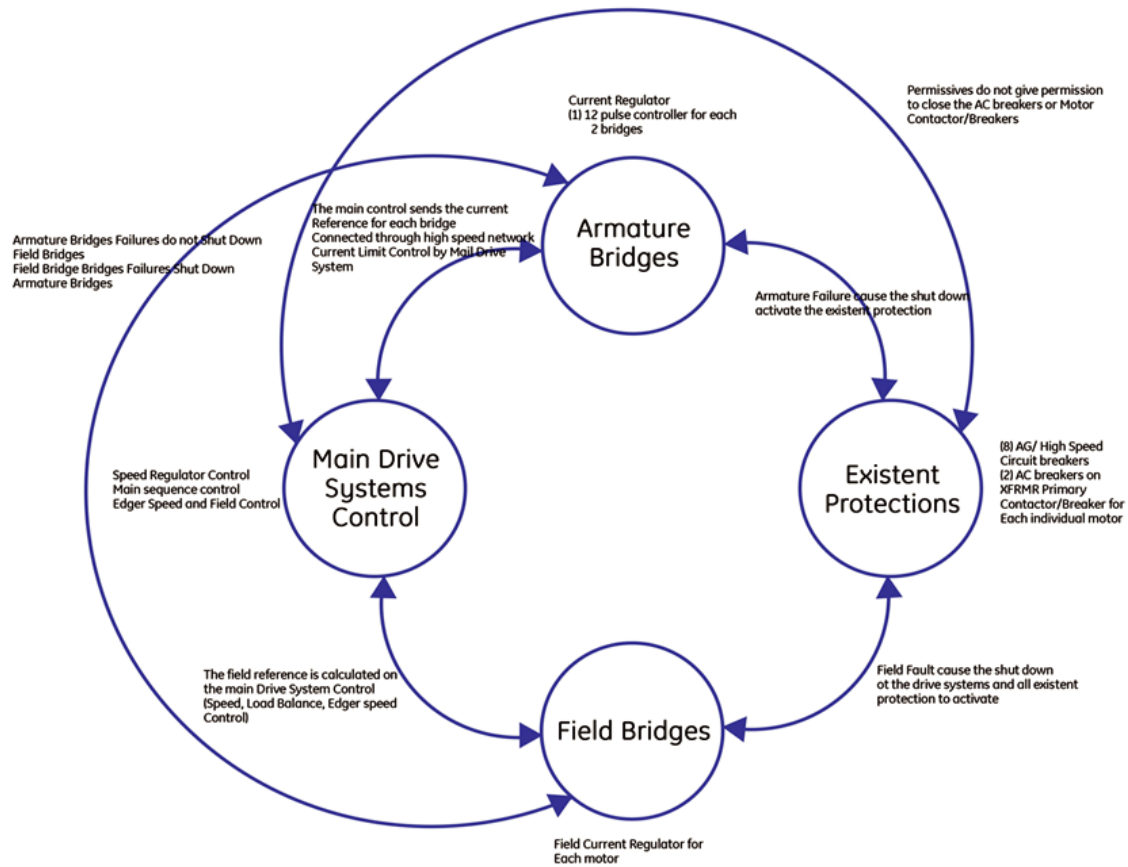 Permissives do not give permission
to close the AC breakers or Motor
Contactor/Breakers
Current Regulator
(1) 12 pulse controller for each
2 bridges
Armature
Bridges
The main control sends the current
Reference for each bridge
Connected through high speed network
Current Limit Control by Mail Drive
System
Armature Bridges Failures do not Shut Down
Field Bridges
Field Bridge Bridges Failures Shut Down
Armature Bridges
Armature Failure cause the shut down
activate the existent protection
Main Drive
Systems
Control
Speed Regulator Control
Main sequence control
Edger Speed and Field Control
Existent
Protections
(8) AG/ High Speed
Circuit breakers
(2) AC breakers on
XFRMR Primary
Contactor/Breaker for
Each individual motor
The field reference is calculated on
the main Drive System Control
(Speed, Load Balance, Edger speed
Control)
Field Bridges
Field Fault cause the shut down
ot the drive systems and all existent
protection to activate
Field Current Regulator for
Each motor